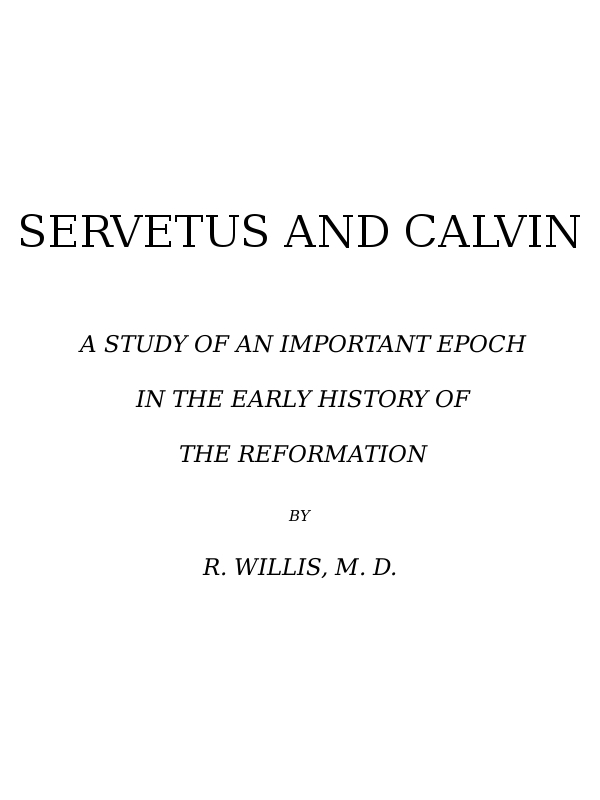 SERVETUS AND CALVIN
A STUDY OF AN IMPORTANT EPOCH
IN THE EARLY HISTORY OF
THE REFORMATION
BY
R. WILLIS, M. D.